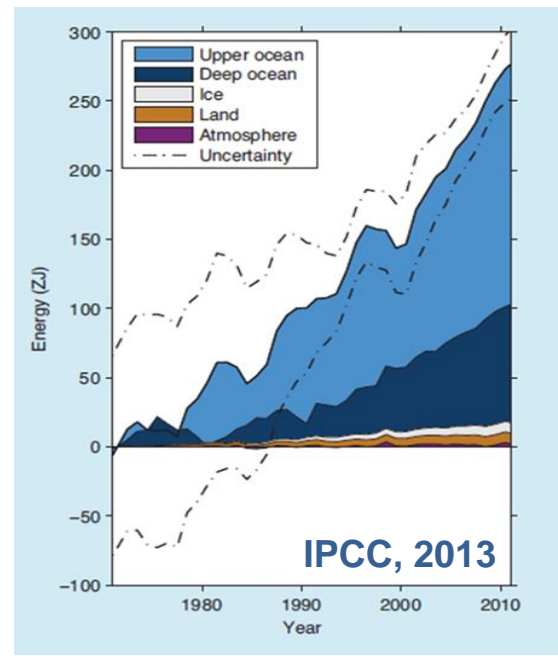 300
250
200
150
100
50
0
−50
−100
Energy (ZJ)
Upper ocean
Deep ocean
Ice
Land
Atmosphere
Uncertainty
IPCC, 2013
1980 1990 2000 2010
Year